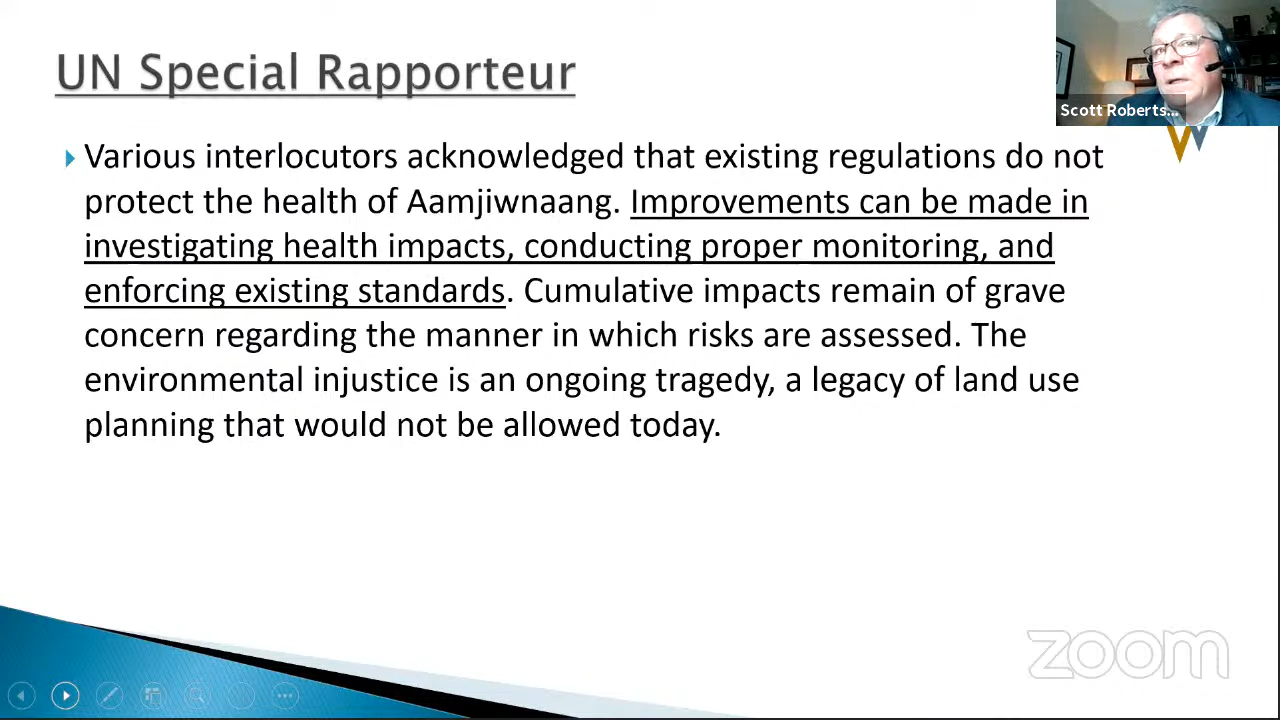 UN Special Rapporteur
Scott Roberts...
Various interlocutors acknowledged that existing regulations do not
protect the health of Aamjiwnaang. Improvements can be made in
investigating health impacts, conducting proper monitoring, and
enforcing existing standards. Cumulative impacts remain of grave
concern regarding the manner in which risks are assessed. The
environmental injustice is an ongoing tragedy, a legacy of land use
planning that would not be allowed today.
zoom